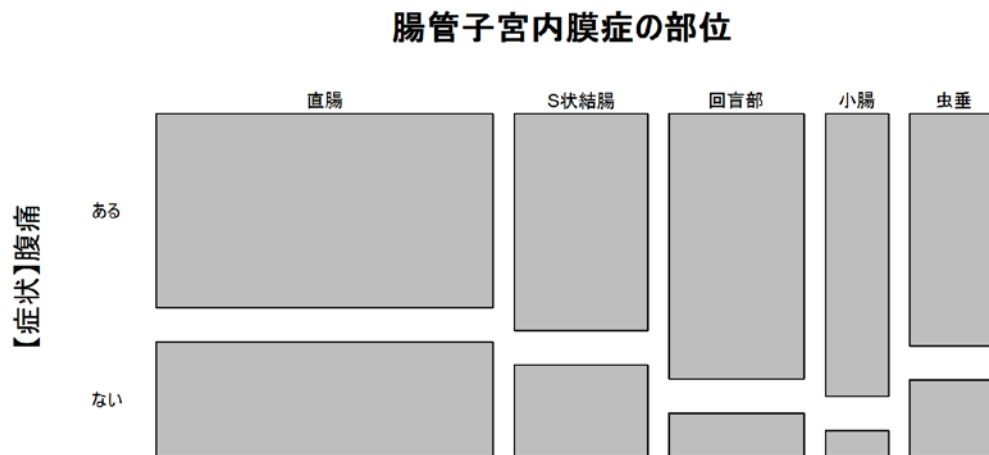 腸管子宮内膜症の部位
直腸
S状結腸
回盲部
小腸
虫垂
【症状】腹痛
ある
ない